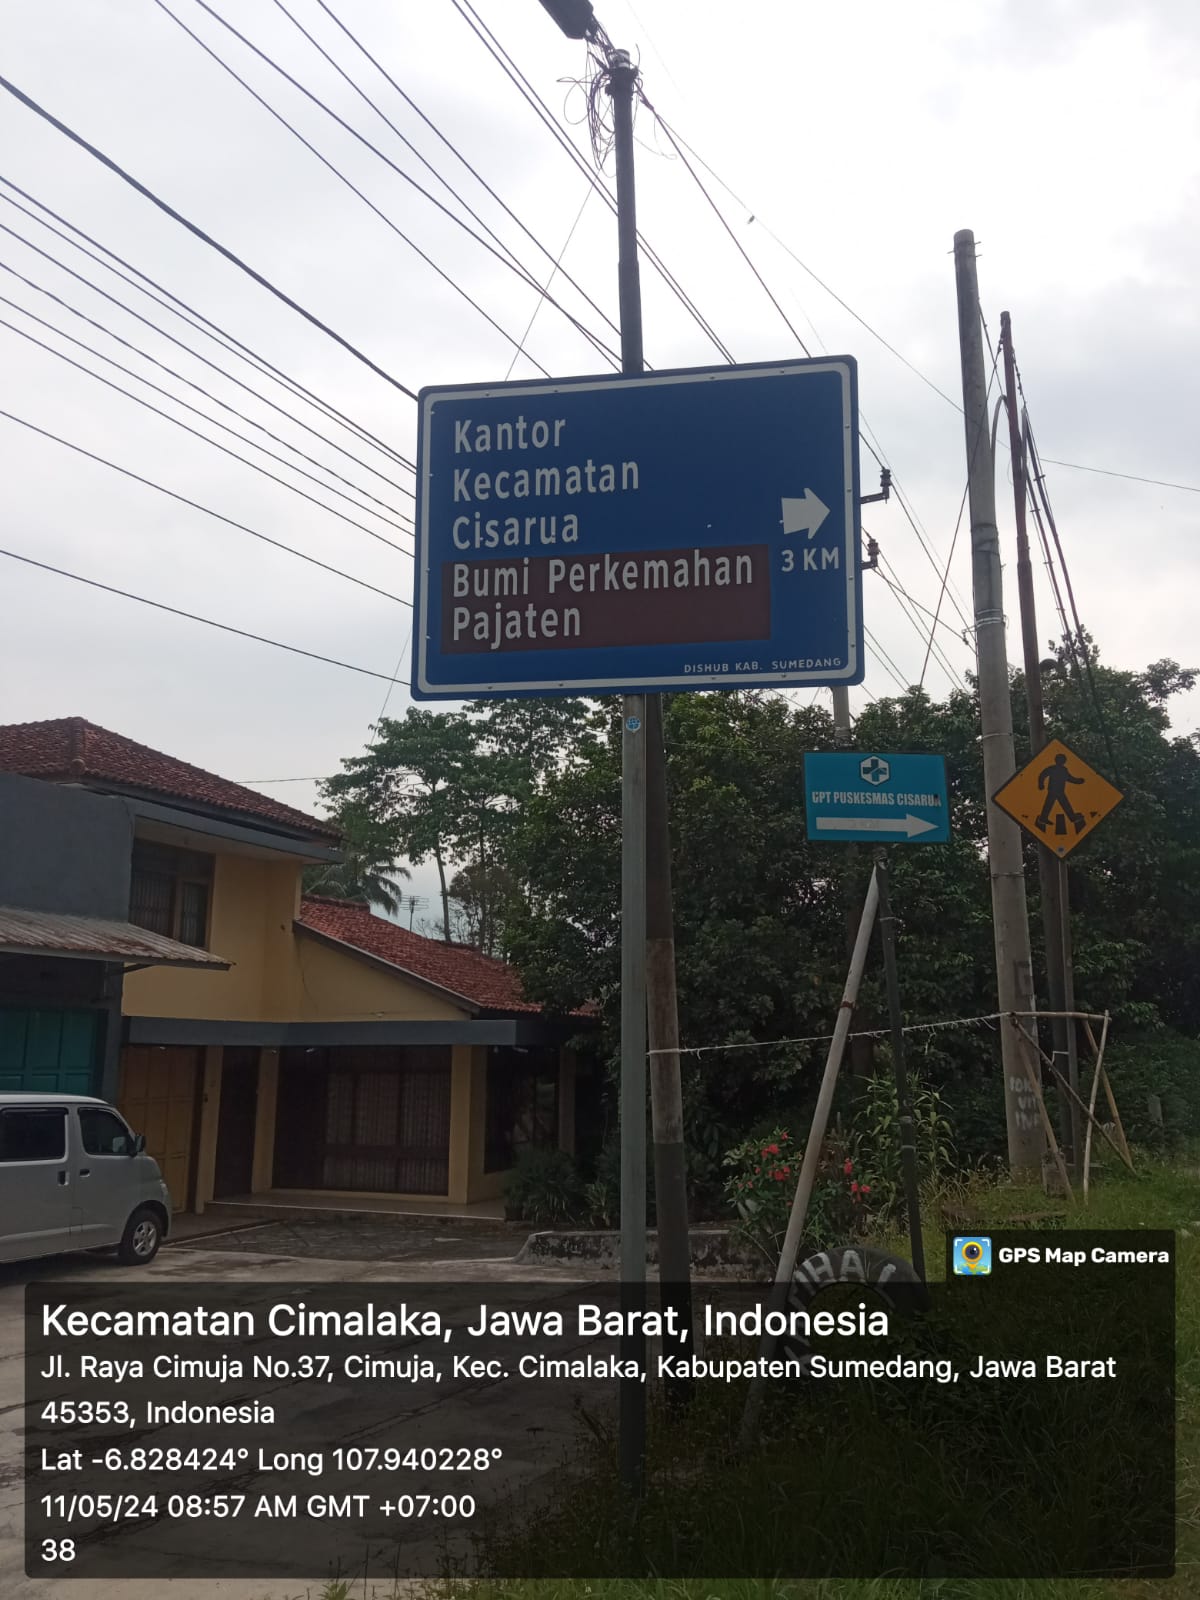 Kantor
Kecamatan
Cisarua
Bumi Perkemahan
Pajaten
3 KM
DISHUB KAB. SUMEDANG
UPT PUSKESMAS CISARUA
GPS Map Camera
Kecamatan Cimalaka, Jawa Barat, Indonesia
Jl. Raya Cimuja No.37, Cimuja, Kec. Cimalaka, Kabupaten Sumedang, Jawa Barat
45353, Indonesia
Lat -6.828424° Long 107.940228°
11/05/24 08:57 AM GMT +07:00
38